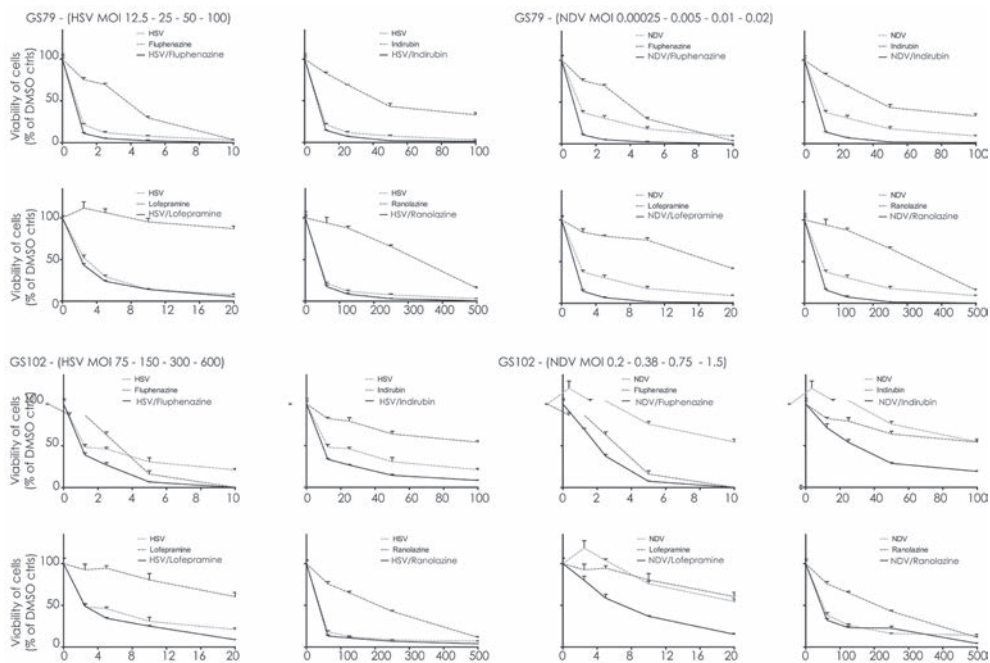 GS79 - (HSV MOI 12.5 - 25 - 50 - 100)
GS79 - (NDV MOI 0.00025 - 0.005 - 0.01 - 0.02)
Viability of cells
(% of DMSO ctrls)
100
50
0
HSV
Fluphenazine
HSV/Fluphenazine
0 2 4 6 8 10
HSV
Indirubin
HSV/Indirubin
0 20 40 60 80 100
NDV
Fluphenazine
NDV/Fluphenazine
0 2 4 6 8 10
NDV
Indirubin
NDV/Indirubin
0 20 40 60 80 100
Viability of cells
(% of DMSO ctrls)
100
50
0
HSV
Lofepramine
HSV/Lofepramine
0 4 8 12 16 20
HSV
Ranolazine
HSV/Ranolazine
0 100 200 300 400 500
NDV
Lofepramine
NDV/Lofepramine
0 4 8 12 16 20
NDV
Ranolazine
NDV/Ranolazine
0 100 200 300 400 500
GS102 - (HSV MOI 75 - 150 - 300 - 600)
GS102 - (NDV MOI 0.2 - 0.38 - 0.75 - 1.5)
Viability of cells
(% of DMSO ctrls)
100
50
0
HSV
Fluphenazine
HSV/Fluphenazine
0 2 4 6 8 10
HSV
Indirubin
HSV/Indirubin
0 20 40 60 80 100
NDV
Fluphenazine
NDV/Fluphenazine
0 2 4 6 8 10
NDV
Indirubin
NDV/Indirubin
0 20 40 60 80 100
Viability of cells
(% of DMSO ctrls)
100
50
0
HSV
Lofepramine
HSV/Lofepramine
0 4 8 12 16 20
HSV
Ranolazine
HSV/Ranolazine
0 100 200 300 400 500
NDV
Lofepramine
NDV/Lofepramine
0 4 8 12 16 20
NDV
Ranolazine
NDV/Ranolazine
0 100 200 300 400 500